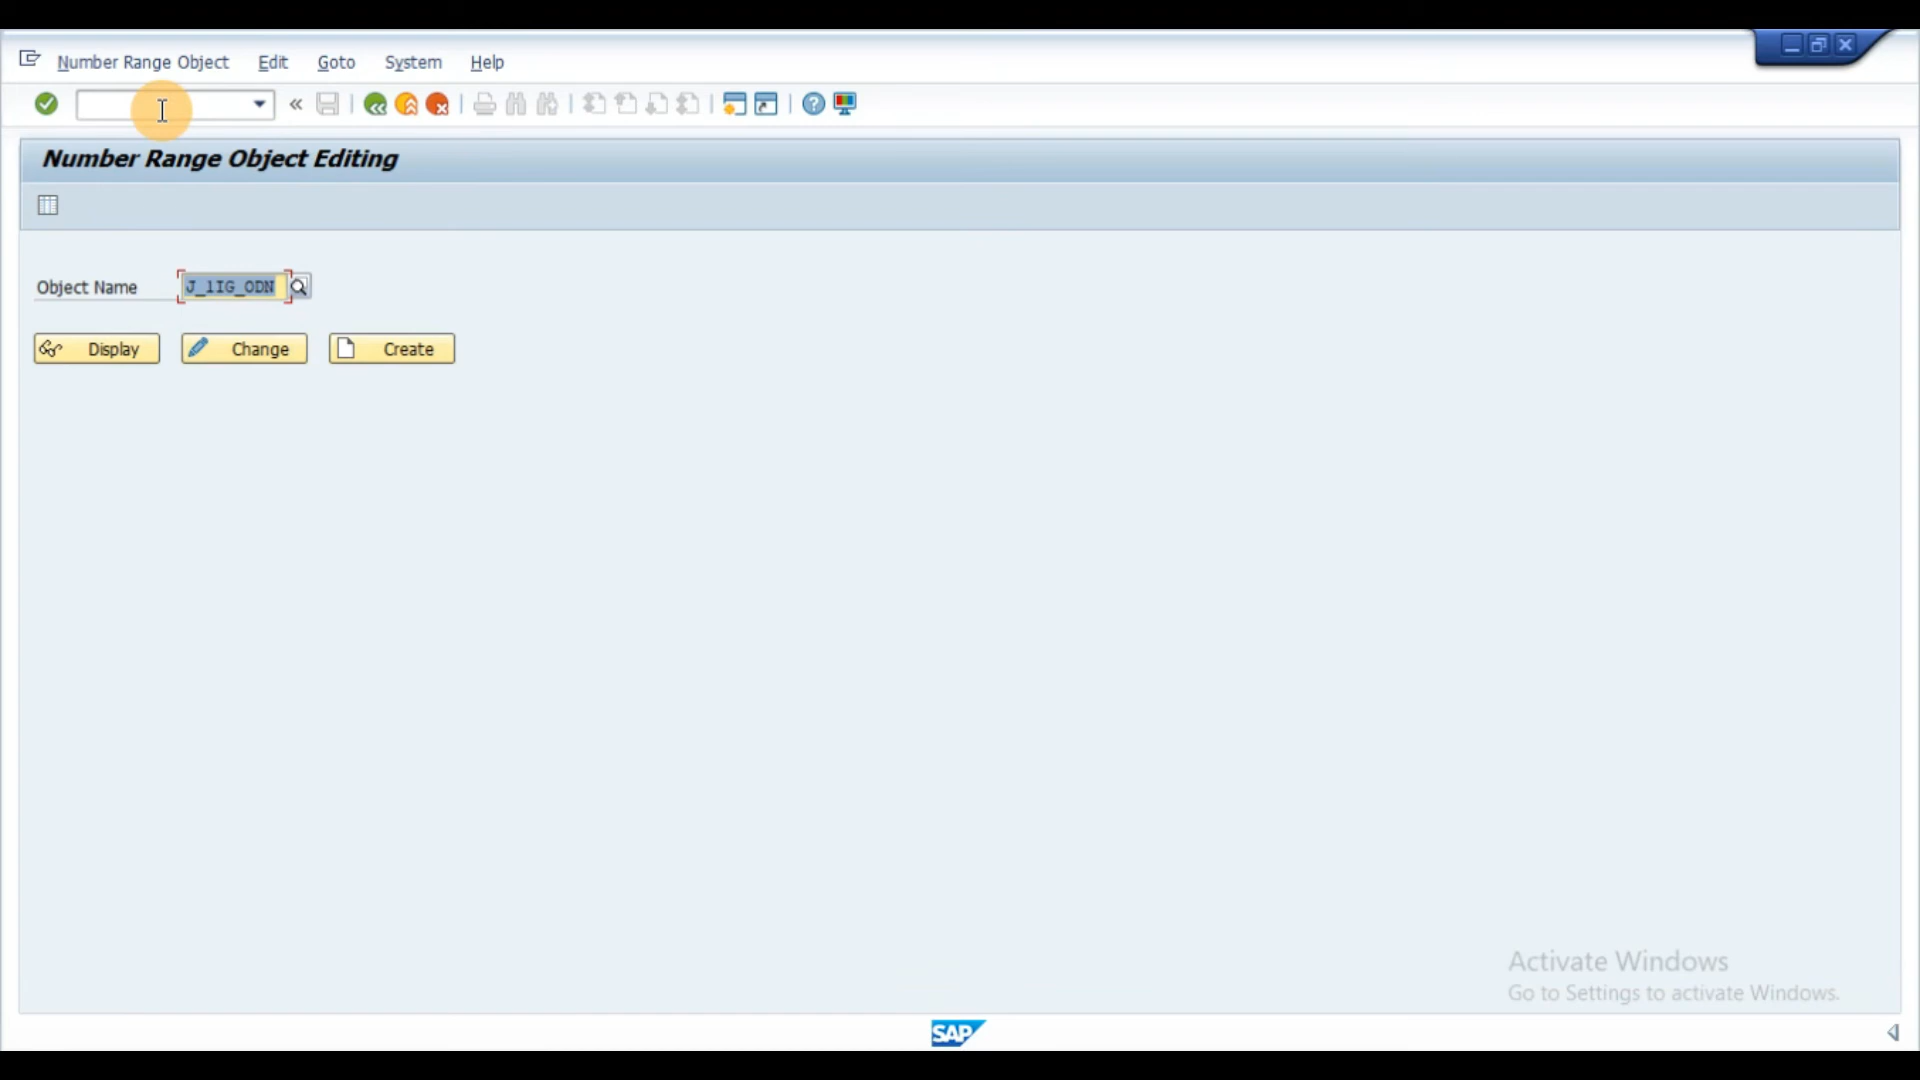 Number Range Object Edit Goto System Help
Number Range Object Editing
Object Name J_1IG_ODN
Display Change Create
Activate Windows
Go to Settings to activate Windows.
SAP